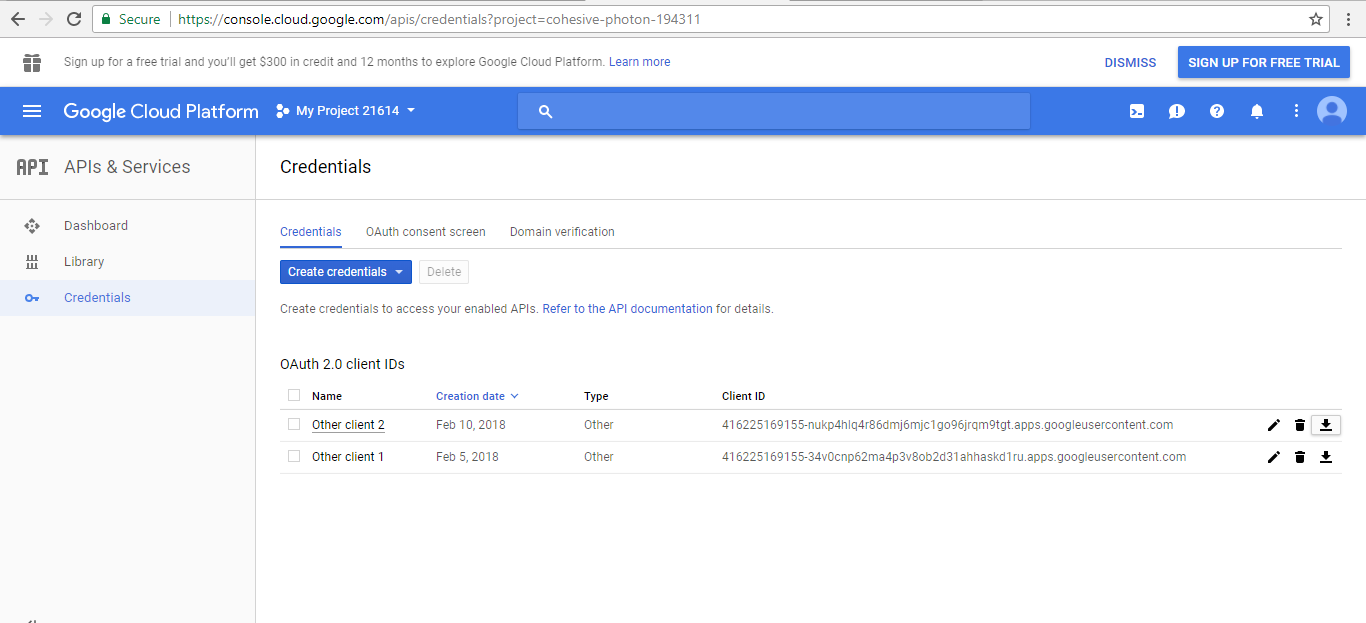 Secure https://console.cloud.google.com/apis/credentials?project=cohesive-photon-194311
Sign up for a free trial and you'll get $300 in credit and 12 months to explore Google Cloud Platform. Learn more DISMISS SIGN UP FOR FREE TRIAL
Google Cloud Platform My Project 21614
API APIs & Services Credentials
Dashboard
Library
Credentials
Credentials OAuth consent screen Domain verification
Create credentials Delete
Create credentials to access your enabled APIs. Refer to the API documentation for details.
OAuth 2.0 client IDs
Name Creation date Type Client ID
Other client 2 Feb 10, 2018 Other 416225169155-nukp4hlq4r86dmj6mjc1go96jrqm9tgt.apps.googleusercontent.com
Other client 1 Feb 5, 2018 Other 416225169155-34v0cnp62ma4p3v8ob2d31ahhaskd1ru.apps.googleusercontent.com